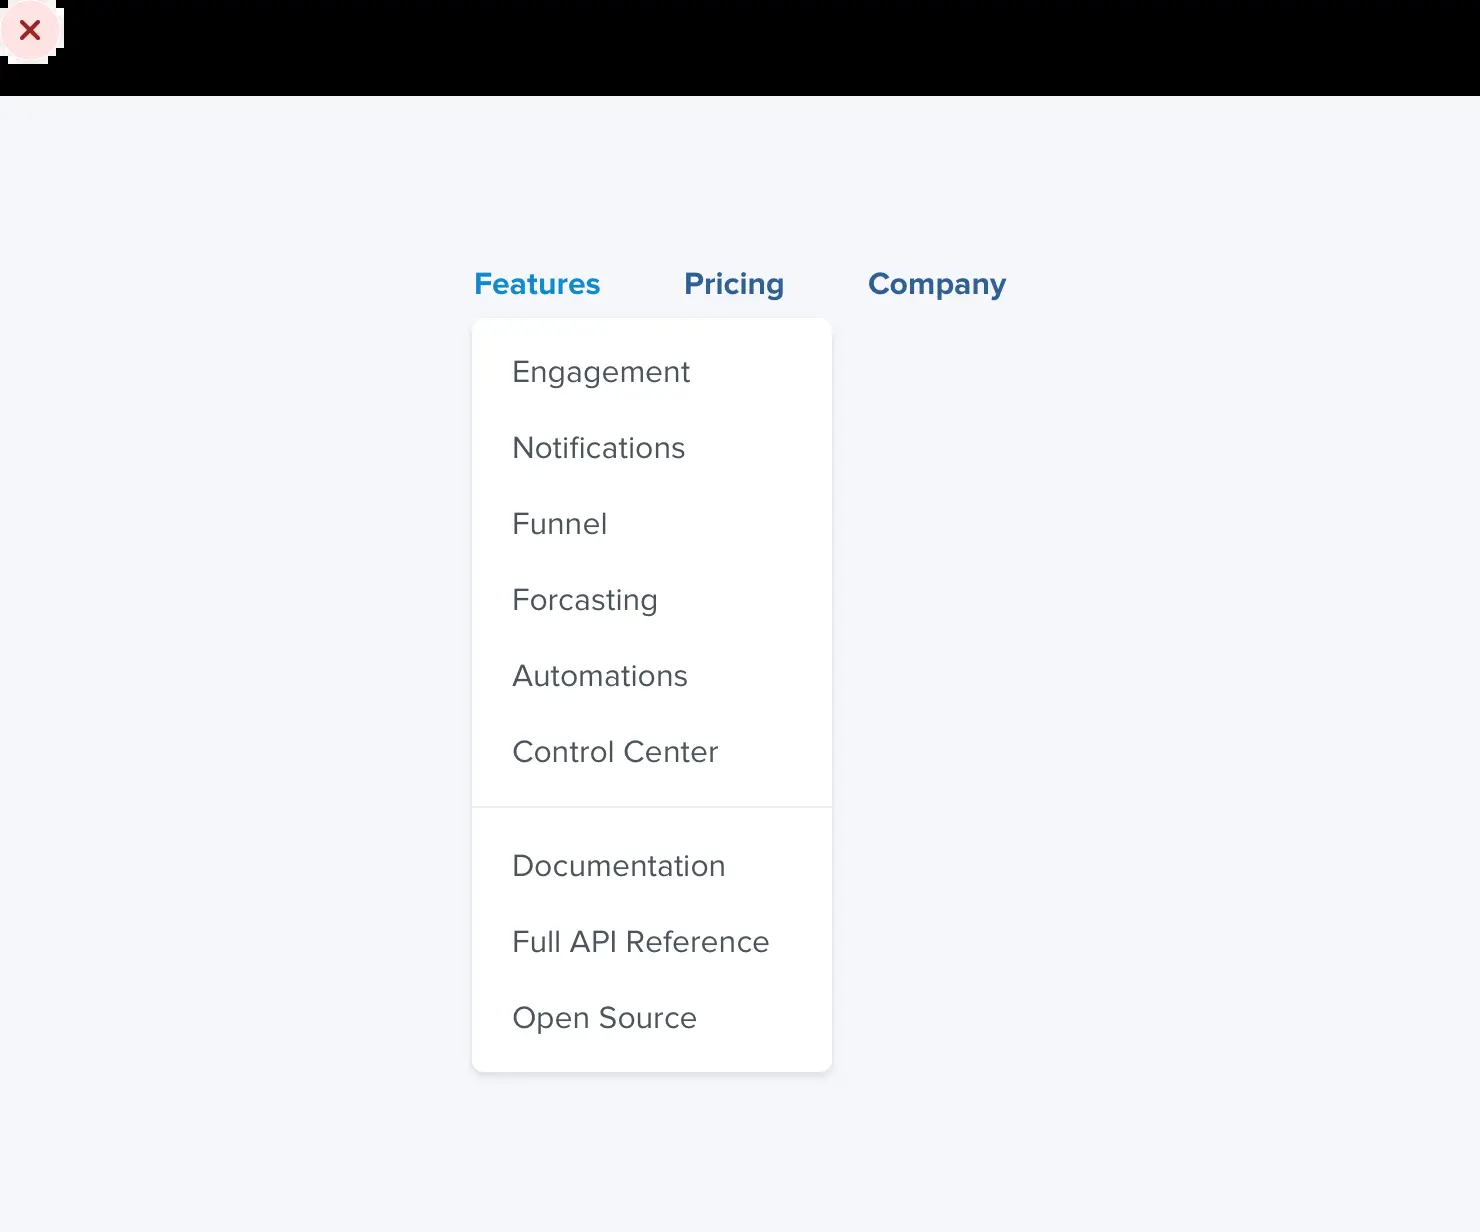 Features Pricing Company
Engagement
Notifications
Funnel
Forcasting
Automations
Control Center
Documentation
Full API Reference
Open Source